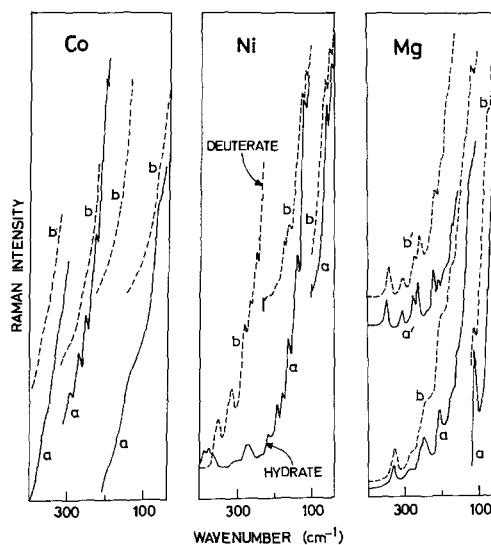 Co
Ni
Mg
RAMAN INTENSITY
DEUTERATE
HYDRATE
b
b
b
b
a
a
a
b
b
b
a
a
b
b'
a'
b
a
a
300
100
300
100
300
100
WAVENUMBER (cm⁻¹)